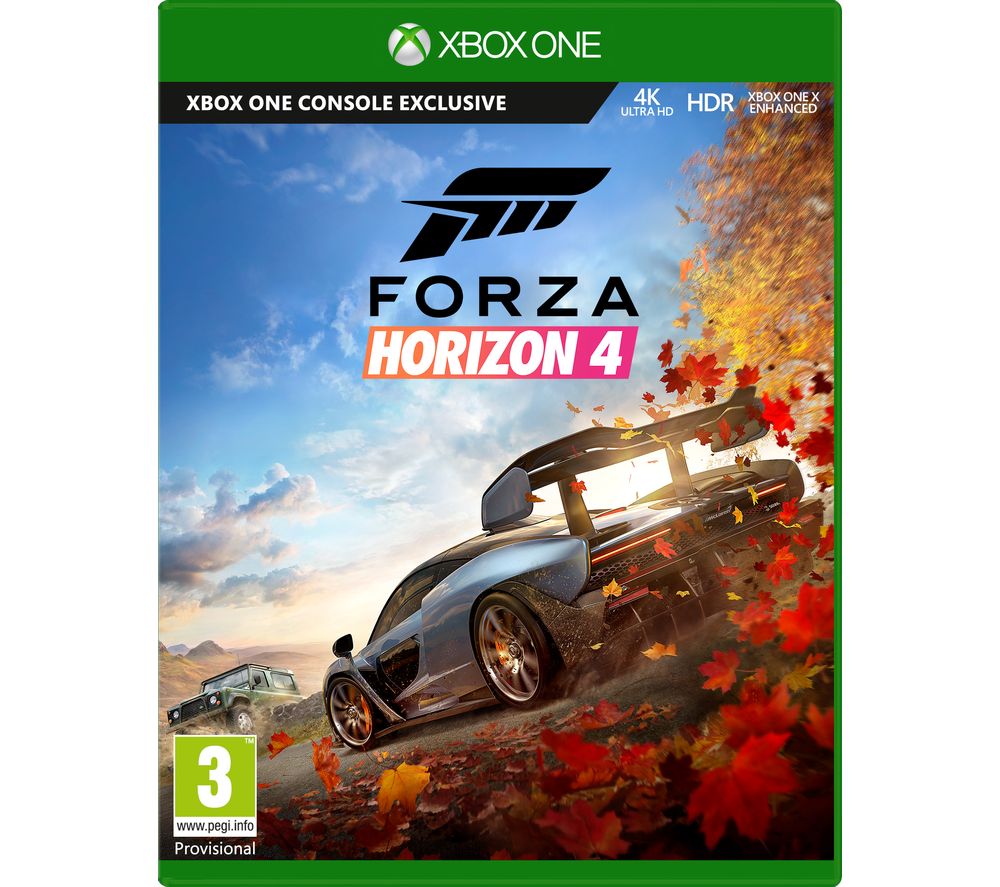 XBOX ONE
XBOX ONE CONSOLE EXCLUSIVE
4K
ULTRA HD
HDR
XBOX ONE X
ENHANCED
FORZA
HORIZON 4
3
TM
www.pegi.info
Provisional